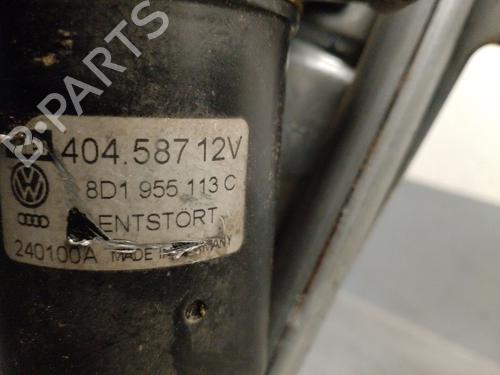 404.587 12V
8D1 955 113 C
ENTSTÖRT
240100A MADE IN GERMANY
B-PARTS